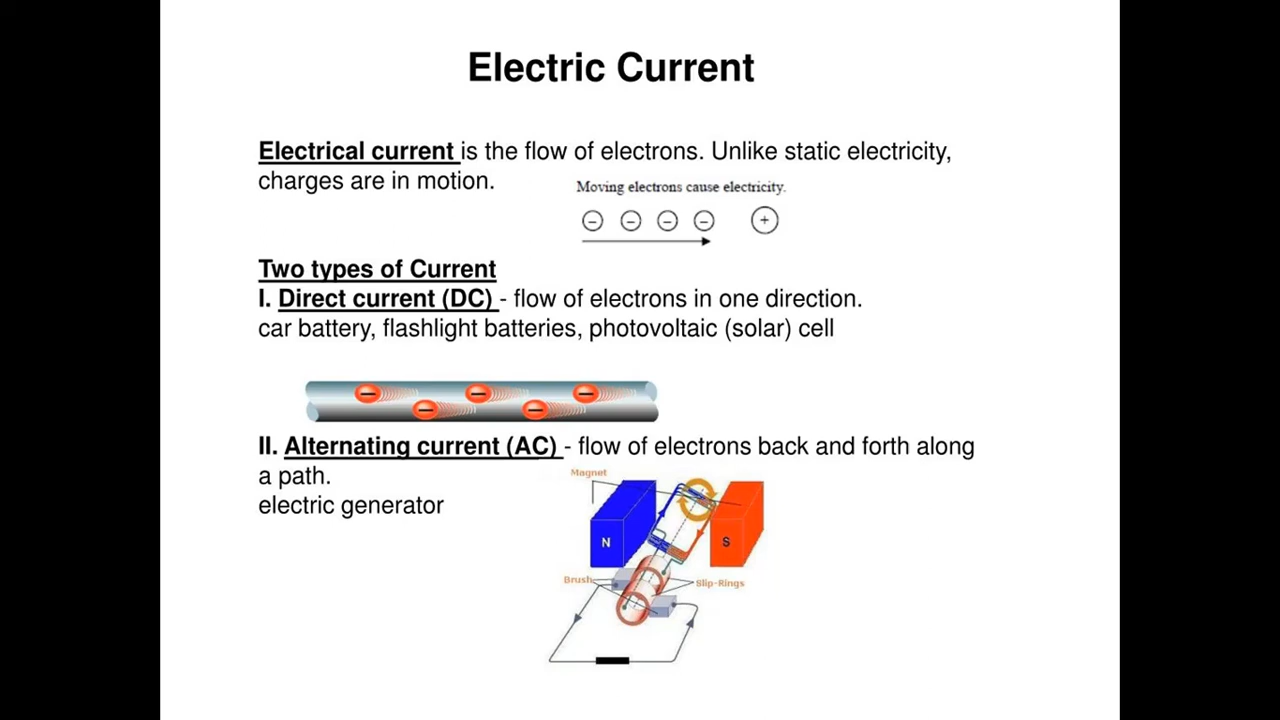 Electric Current
Electrical current is the flow of electrons. Unlike static electricity,
charges are in motion.
Moving electrons cause electricity.
Two types of Current
I. Direct current (DC) - flow of electrons in one direction.
car battery, flashlight batteries, photovoltaic (solar) cell
II. Alternating current (AC) - flow of electrons back and forth along
a path.
electric generator
Magnet
N
S
Brush
Slip-Rings